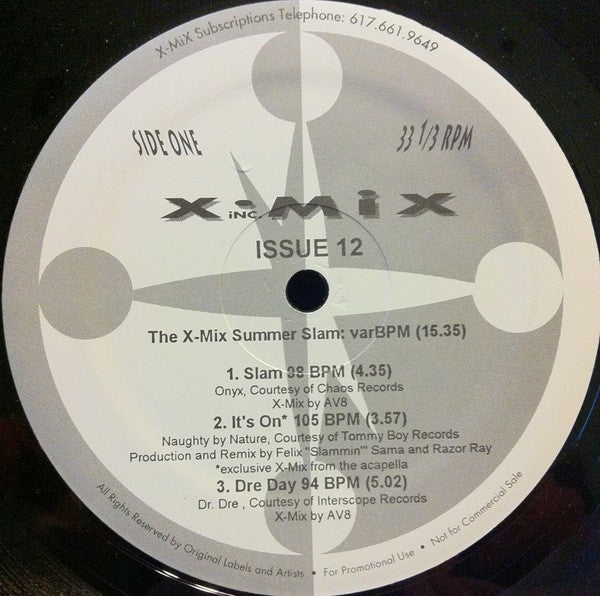 X-MiX Subscriptions Telephone: 617.661.9649
SIDE ONE
33 1/3 RPM
X-MiX
iNC.
ISSUE 12
The X-Mix Summer Slam: varBPM (15.35)
1. Slam 98 BPM (4.35)
Onyx, Courtesy of Chaos Records
X-Mix by AV8
2. It's On* 105 BPM (3.57)
Naughty by Nature, Courtesy of Tommy Boy Records
Production and Remix by Felix "Slammin'" Sama and Razor Ray
*exclusive X-Mix from the acapella
3. Dre Day 94 BPM (5.02)
Dr. Dre , Courtesy of Interscope Records
X-Mix by AV8
All Rights Reserved by Original Labels and Artists • For Promotional Use • Not for Commercial Sale